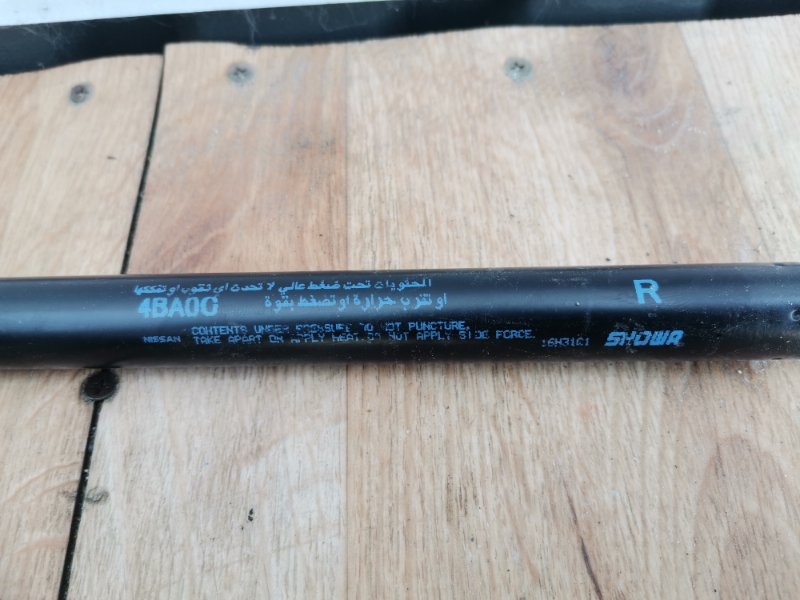 المحتويات تحت ضغط عالي لا تحدث اي ثقوب او تفككها
4BA0C او تقرب حرارة او تضغط بقوة
R
CONTENTS UNDER PRESSURE DO NOT PUNCTURE,
NISSAN TAKE APART OR APPLY HEAT DO NOT APPLY SIDE FORCE.
SHOWA